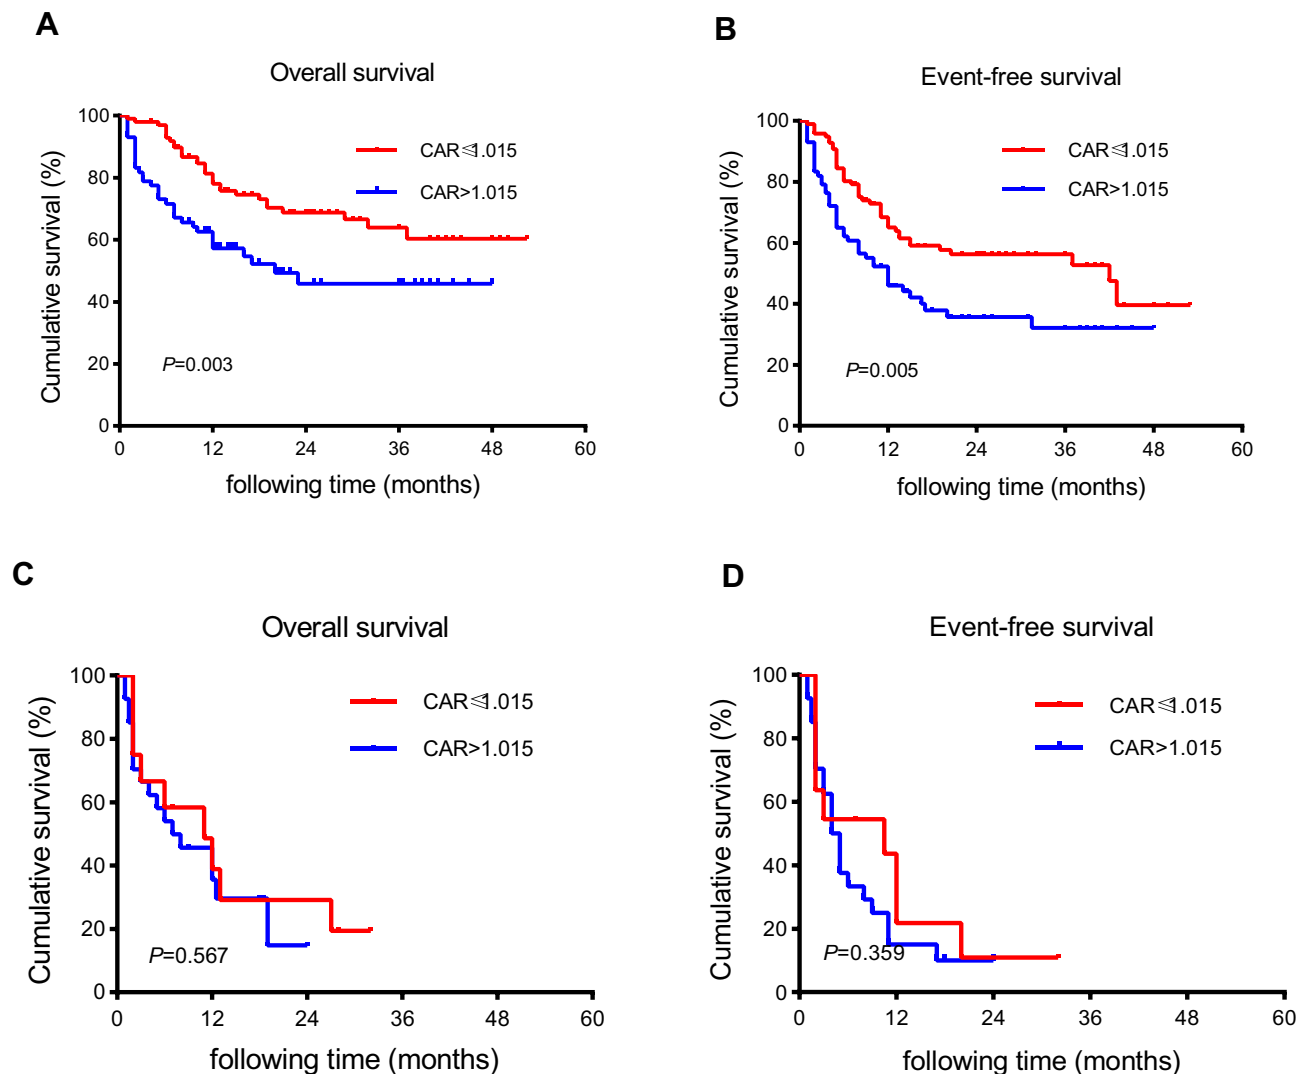 A
Overall survival
Cumulative survival (%)
100
80
60
40
20
0
CAR≤1.015
CAR>1.015
P=0.003
0 12 24 36 48 60
following time (months)
B
Event-free survival
Cumulative survival (%)
100
80
60
40
20
0
CAR≤1.015
CAR>1.015
P=0.005
0 12 24 36 48 60
following time (months)
C
Overall survival
Cumulative survival (%)
100
80
60
40
20
0
CAR≤1.015
CAR>1.015
P=0.567
0 12 24 36 48 60
following time (months)
D
Event-free survival
Cumulative survival (%)
100
80
60
40
20
0
CAR≤1.015
CAR>1.015
P=0.359
0 12 24 36 48 60
following time (months)